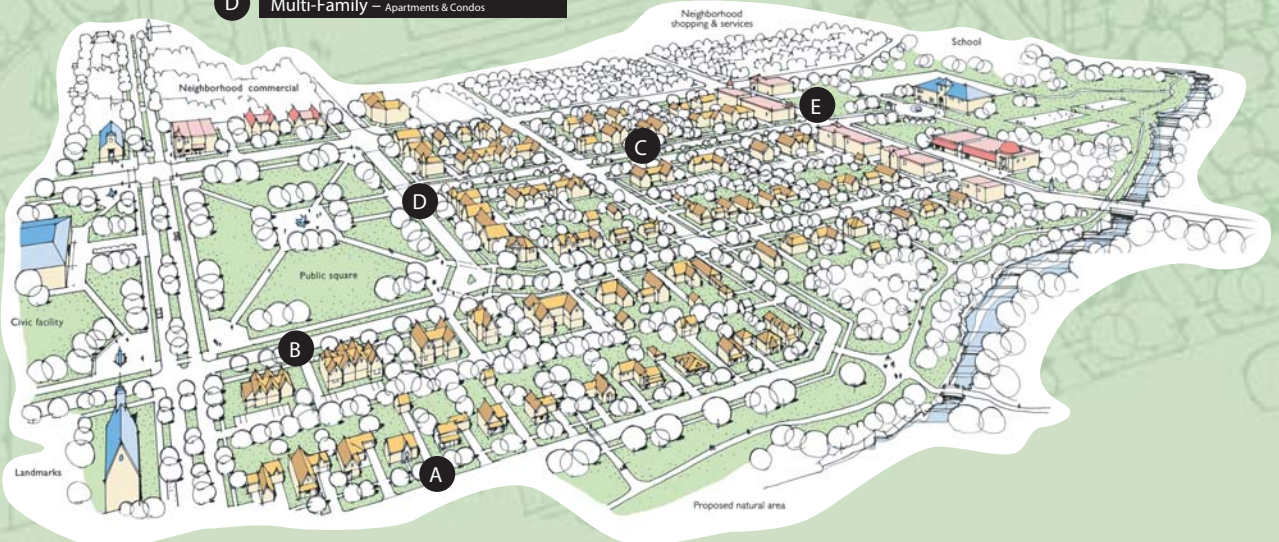 D Multi-Family – Apartments & Condos
Neighborhood
shopping & services
School
Neighborhood commercial
E
C
D
Public square
Civic facility
B
Landmarks
A
Proposed natural area